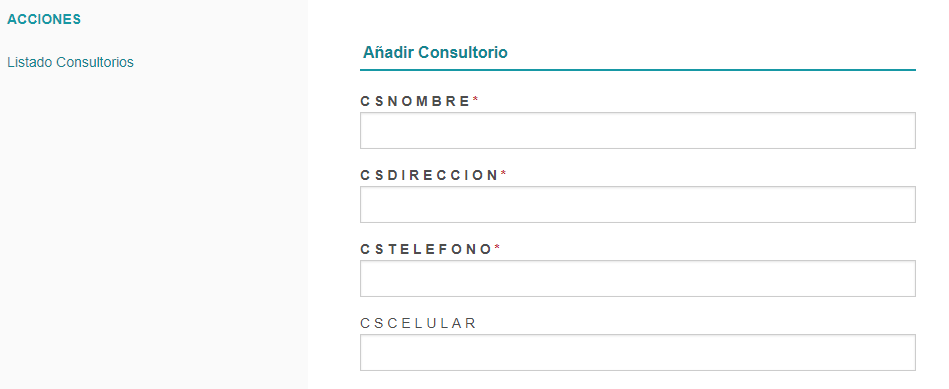 ACCIONES
Listado Consultorios
Añadir Consultorio
CSNOMBRE*
CSDIRECCION*
CSTELEFONO*
CSCELULAR